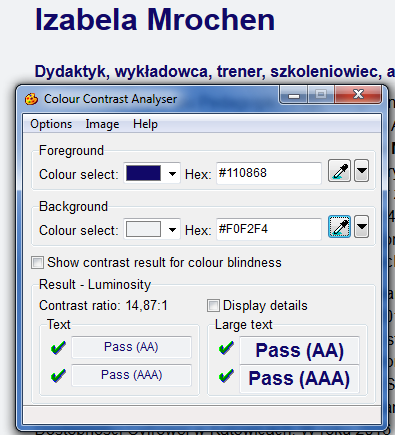 Izabela Mrochen
Dydaktyk, wykładowca, trener, szkoleniowiec, a
Colour Contrast Analyser
Options Image Help
Foreground
Colour select: Hex: #110868
Background
Colour select: Hex: #F0F2F4
Show contrast result for colour blindness
Result - Luminosity
Contrast ratio: 14,87:1 Display details
Text Large text
Pass (AA) Pass (AA)
Pass (AAA) Pass (AAA)